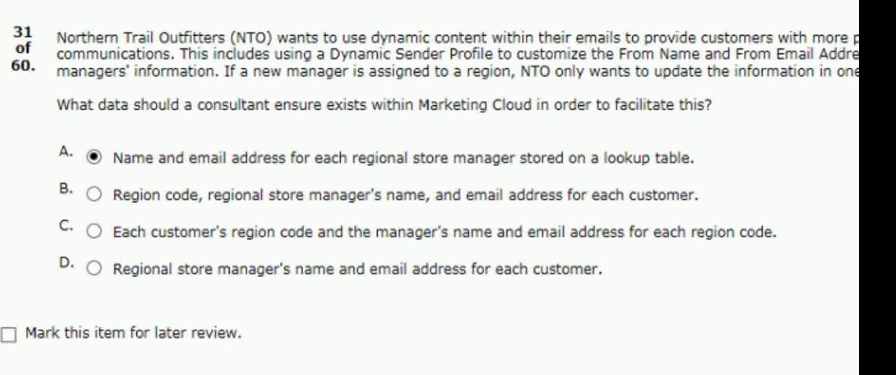 31
of
60.
Northern Trail Outfitters (NTO) wants to use dynamic content within their emails to provide customers with more
communications. This includes using a Dynamic Sender Profile to customize the From Name and From Email Addre
managers' information. If a new manager is assigned to a region, NTO only wants to update the information in one
What data should a consultant ensure exists within Marketing Cloud in order to facilitate this?
A. Name and email address for each regional store manager stored on a lookup table.
B. Region code, regional store manager's name, and email address for each customer.
C. Each customer's region code and the manager's name and email address for each region code.
D. Regional store manager's name and email address for each customer.
Mark this item for later review.